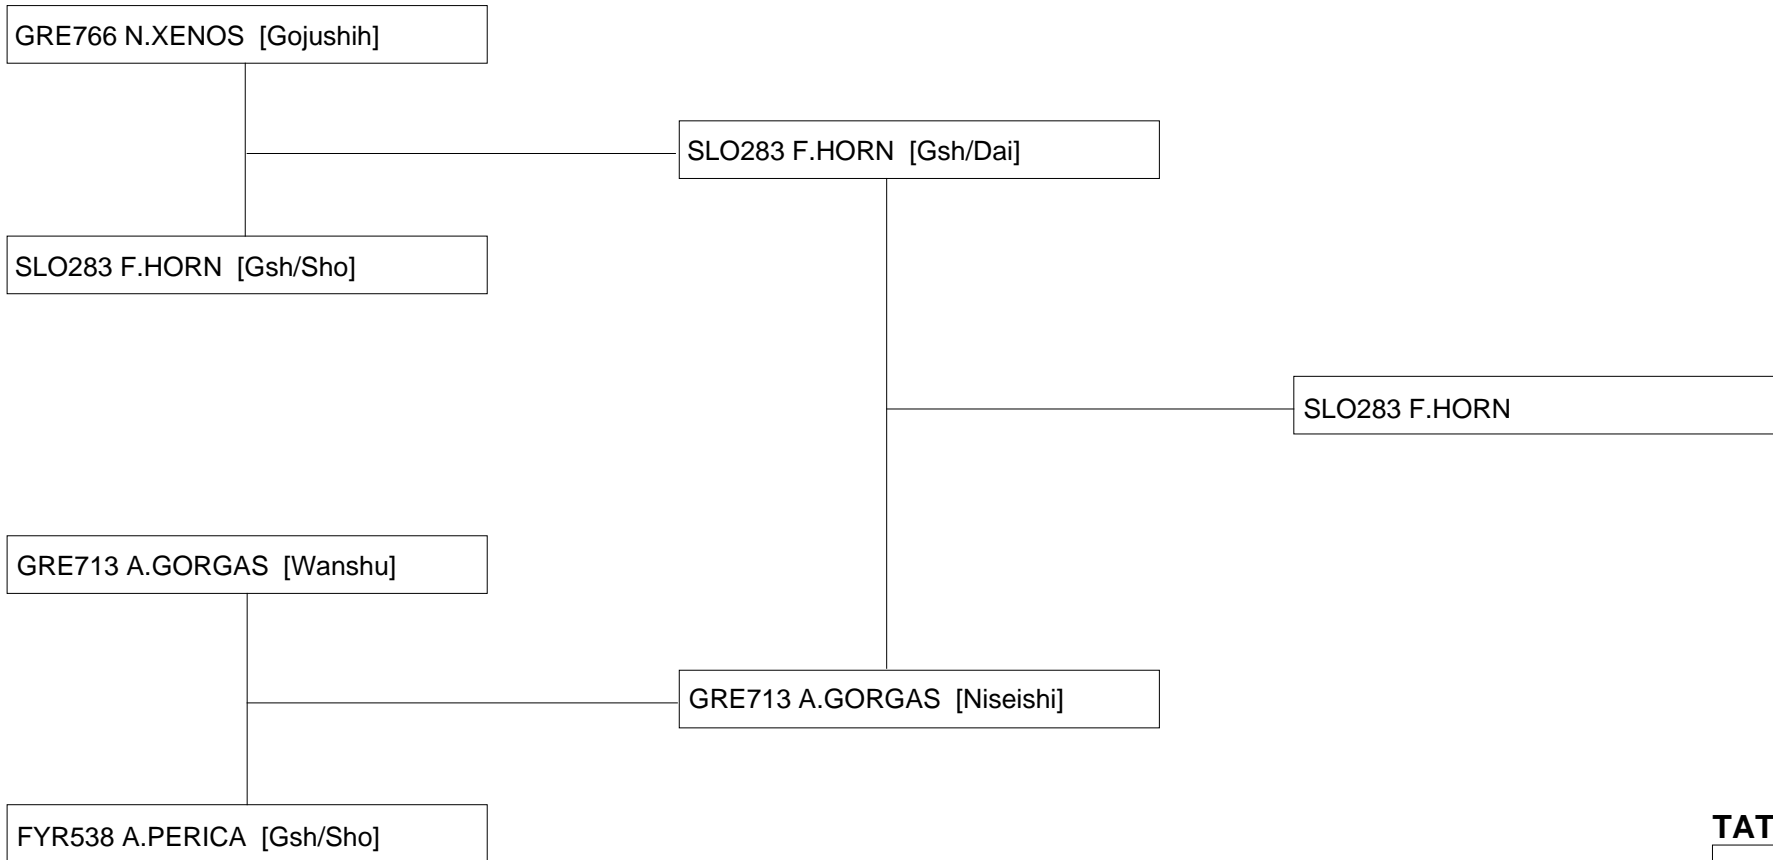 GRE766 N.XENOS [Gojushih]
SLO283 F.HORN [Gsh/Dai]
SLO283 F.HORN [Gsh/Sho]
SLO283 F.HORN
GRE713 A.GORGAS [Wanshu]
GRE713 A.GORGAS [Niseishi]
FYR538 A.PERICA [Gsh/Sho]
TAT